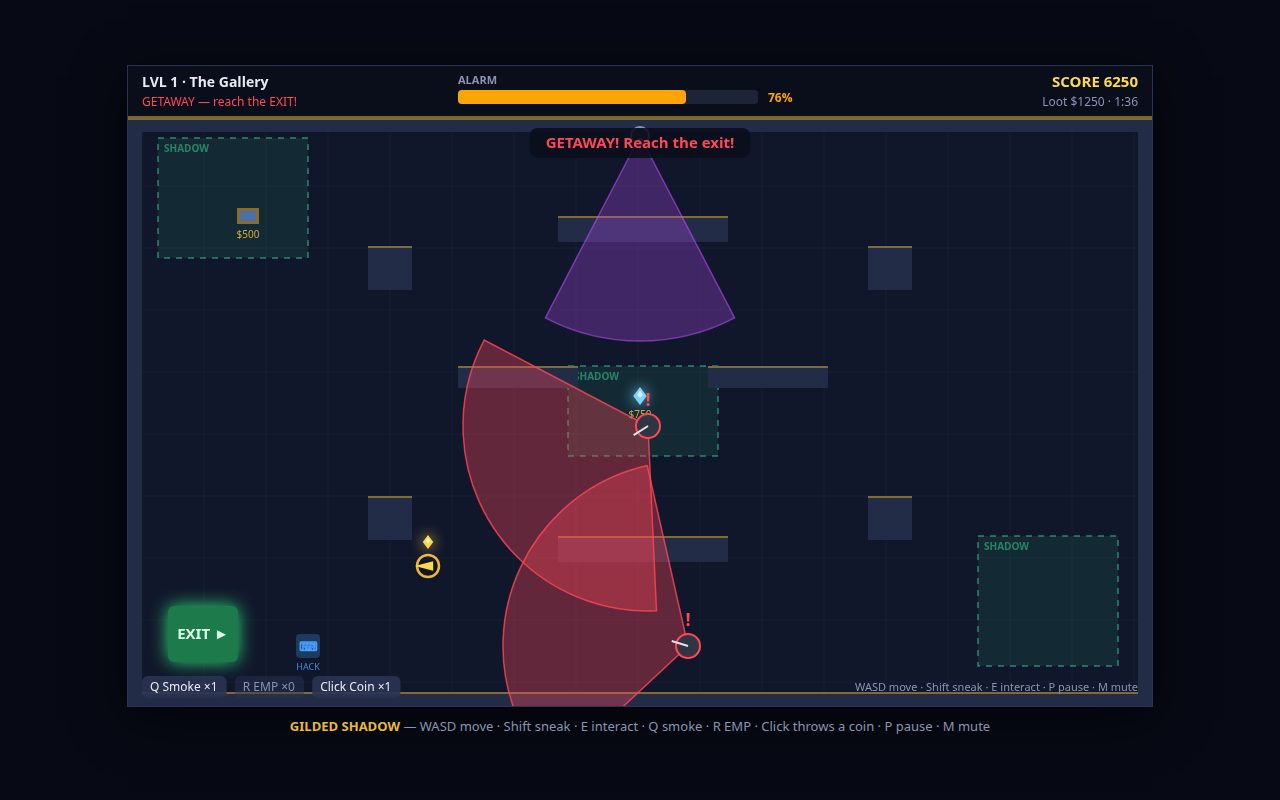 LVL 1 · The Gallery
GETAWAY — reach the EXIT!
ALARM
76%
SCORE 6250
Loot $1250 · 1:36
GETAWAY! Reach the exit!
SHADOW
$500
SHADOW
!
$750
SHADOW
!
EXIT ►
HACK
Q Smoke ×1
R EMP ×0
Click Coin ×1
WASD move · Shift sneak · E interact · P pause · M mute
GILDED SHADOW — WASD move · Shift sneak · E interact · Q smoke · R EMP · Click throws a coin · P pause · M mute